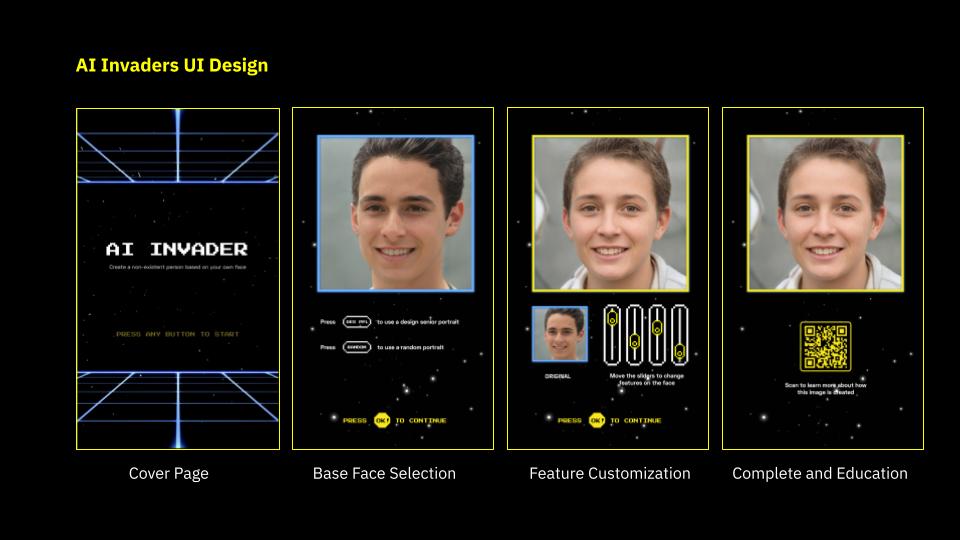 AI Invaders UI Design
AI INVADER
Create a non-existent person based on your own face
PRESS ANY BUTTON TO START
Cover Page
Press DES PPL to use a design senior portrait
Press RANDOM to use a random portrait
PRESS OK! TO CONTINUE
Base Face Selection
ORIGINAL
Move the sliders to change
features on the face
PRESS OK! TO CONTINUE
Feature Customization
Scan to learn more about how
this image is created
Complete and Education